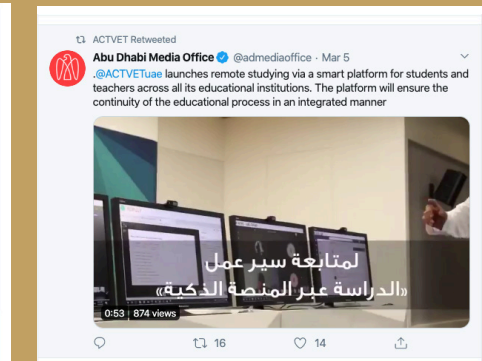 ACTVET Retweeted
Abu Dhabi Media Office @admediaoffice · Mar 5
.@ACTVETuae launches remote studying via a smart platform for students and
teachers across all its educational institutions. The platform will ensure the
continuity of the educational process in an integrated manner
لمتابعة سير عمل
«الدراسة عبر المنصة الذكية»
0:53 874 views
16 14